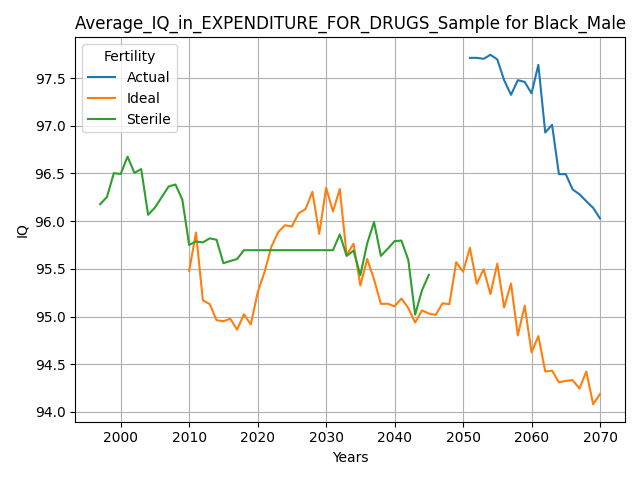 Average_IQ_in_EXPENDITURE_FOR_DRUGS_Sample for Black_Male
Fertility
Actual
Ideal
Sterile
97.5
97.0
96.5
96.0
95.5
95.0
94.5
94.0
IQ
2000 2010 2020 2030 2040 2050 2060 2070
Years